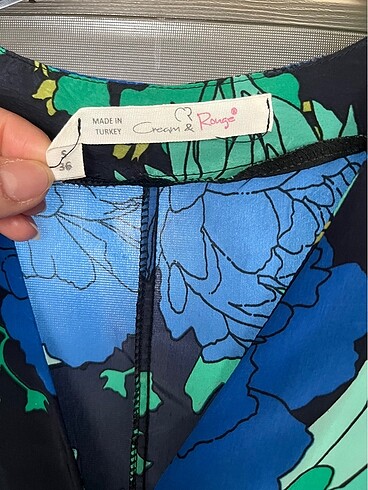 MADE IN
TURKEY
Cream & Rouge®
S
36